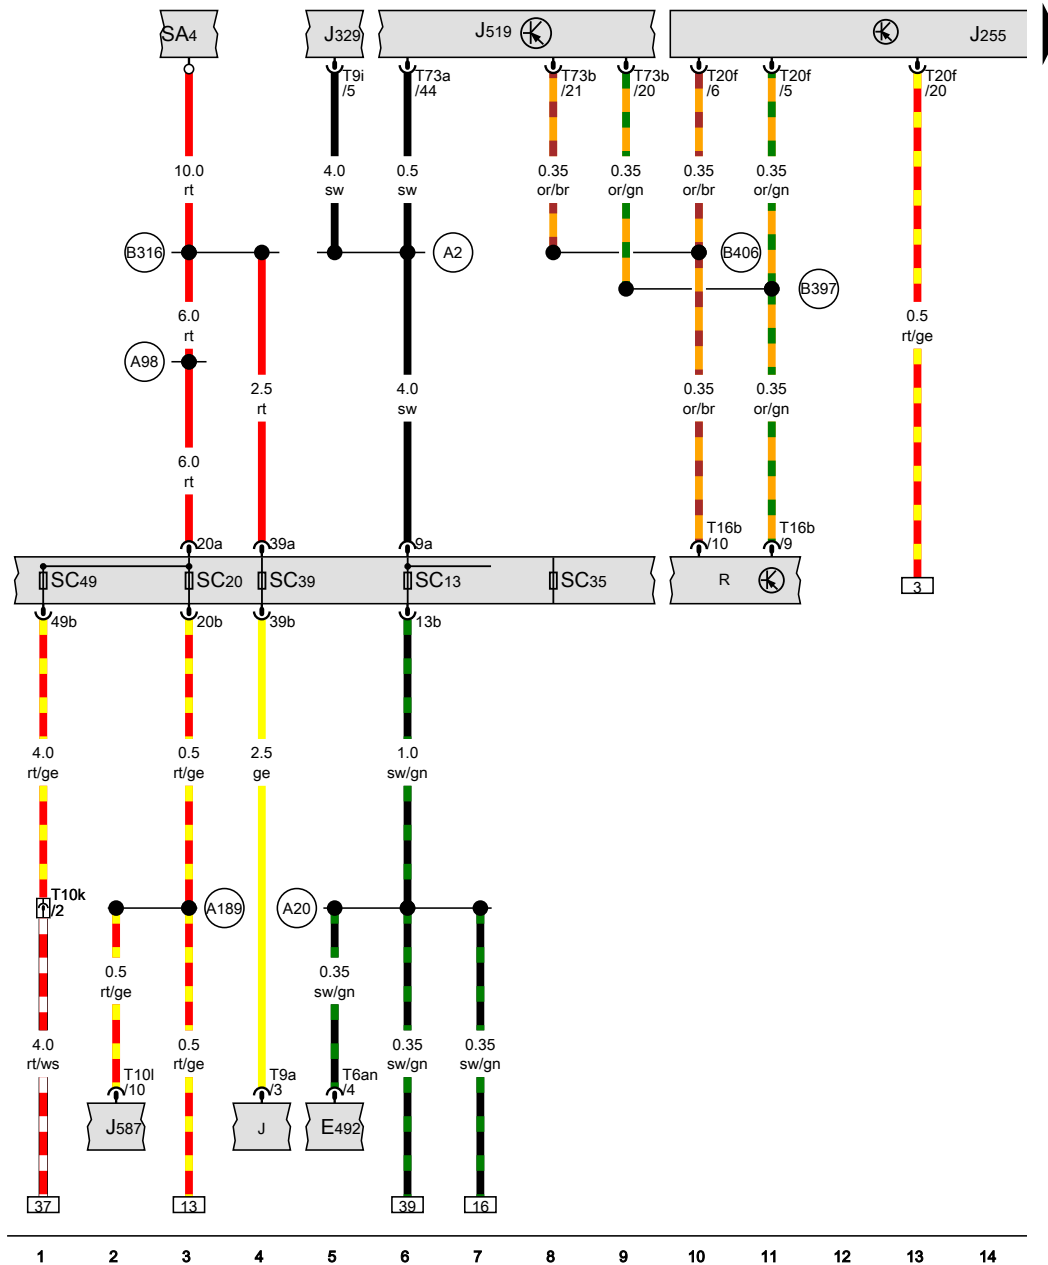 SA4 J329 J519 J255
T9i T73a T73b T73b T20f T20f T20f
/5 /44 /21 /20 /6 /5 /20
10.0 4.0 0.5 0.35 0.35 0.35 0.35
rt sw sw or/br or/gn or/br or/gn
B316 A2 B406
B397
6.0 0.5
rt rt/ge
A98
2.5 4.0 0.35 0.35
rt sw or/br or/gn
6.0
rt
T16b T16b
20a 39a 9a /10 /9
SC49 SC20 SC39 SC13 SC35 R 3
49b 20b 39b 13b
4.0 0.5 2.5 1.0
rt/ge rt/ge ge sw/gn
T10k
/2 A189 A20
0.5 0.35
rt/ge sw/gn
4.0 0.5 0.35 0.35
rt/ws rt/ge sw/gn sw/gn
T10l T9a T6an
/10 /3 /4
J587 J E492
37 13 39 16
1 2 3 4 5 6 7 8 9 10 11 12 13 14